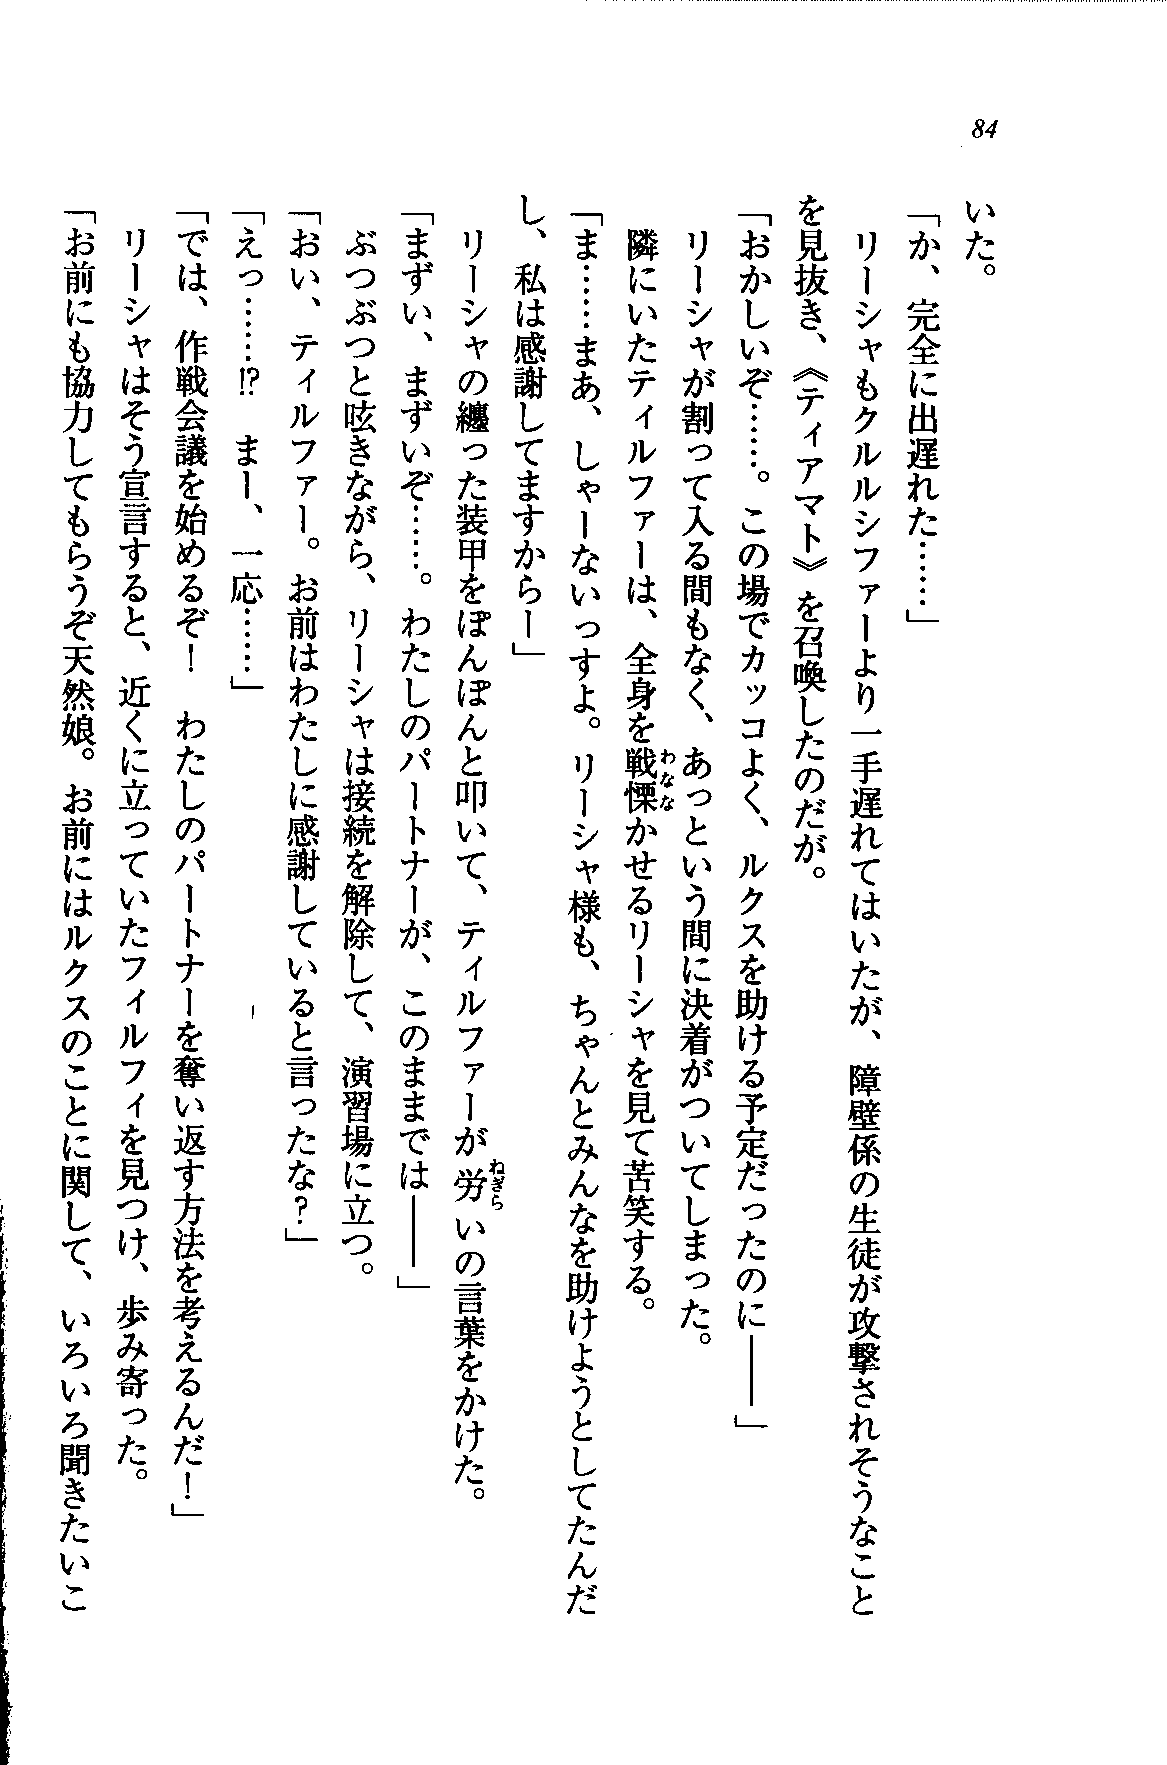 84
いた。
「か、完全に出遅れた……」
リーシャもクルルシファーより一手遅れてはいたが、障壁係の生徒が攻撃されそうなこと
を見抜き、《ティアマト》を召喚したのだが。
「おかしいぞ……。この場でカッコよく、ルクスを助ける予定だったのに――」
リーシャが割って入る間もなく、あっという間に決着がついてしまった。
隣にいたティルファーは、全身を戦慄かせるリーシャを見て苦笑する。
わなな
「ま……まあ、しゃーないっすよ。リーシャ様も、ちゃんとみんなを助けようとしてたんだ
し、私は感謝してますからー」
リーシャの纏った装甲をぽんぽんと叩いて、ティルファーが労いの言葉をかけた。
ねぎら
「まずい、まずいぞ……。わたしのパートナーが、このままでは――」
ぶつぶつと呟きながら、リーシャは接続を解除して、演習場に立つ。
「おい、ティルファー。お前はわたしに感謝していると言ったな？」
「えっ……!?　まー、一応……」
「では、作戦会議を始めるぞ！　わたしのパートナーを奪い返す方法を考えるんだ！」
リーシャはそう宣言すると、近くに立っていたフィルフィを見つけ、歩み寄った。
「お前にも協力してもらうぞ天然娘。お前にはルクスのことに関して、いろいろ聞きたいこ